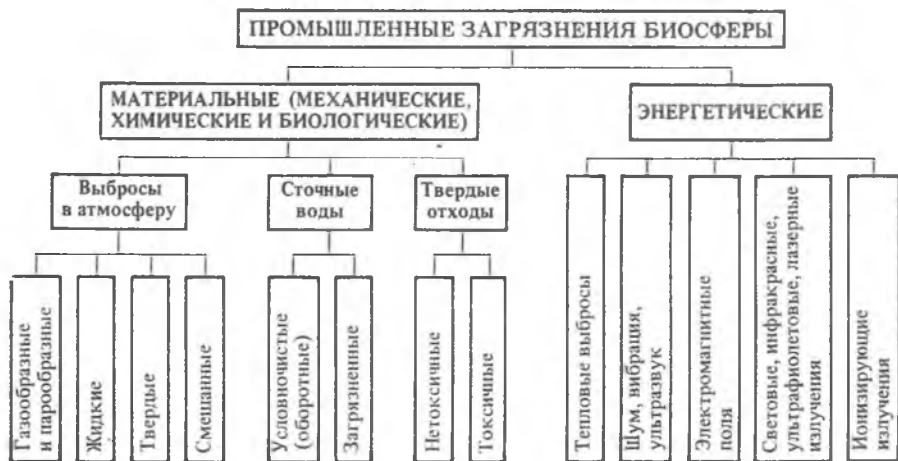 ПРОМЫШЛЕННЫЕ ЗАГРЯЗНЕНИЯ БИОСФЕРЫ
МАТЕРИАЛЬНЫЕ (МЕХАНИЧЕСКИЕ,
ХИМИЧЕСКИЕ И БИОЛОГИЧЕСКИЕ)
ЭНЕРГЕТИЧЕСКИЕ
Выбросы
в атмосферу
Сточные
воды
Твердые
отходы
Газообразные
и парообразные
Жидкие
Твердые
Смешанные
Условночистые
(оборотные)
Загрязненные
Нетоксичные
Токсичные
Тепловые выбросы
Шум, вибрация,
ультразвук
Электромагнитные
поля
Световые, инфракрасные,
ультрафиолетовые, лазерные
излучения
Ионизирующие
излучения